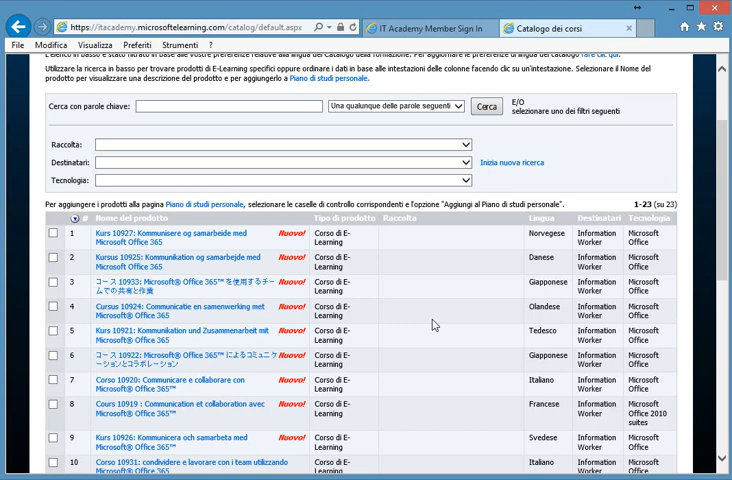 https://itacademy.microsoftelearning.com/catalog/default.aspx
IT Academy Member Sign In
Catalogo dei corsi
File Modifica Visualizza Preferiti Strumenti ?
Utilizzare la ricerca in basso per trovare prodotti di E-Learning specifici oppure ordinare i dati in base alle intestazioni delle colonne facendo clic su un'intestazione. Selezionare il Nome del
prodotto per visualizzare una descrizione del prodotto e per aggiungerlo a Piano di studi personale.
Cerca con parole chiave: Una qualunque delle parole seguenti Cerca E/O
selezionare uno dei filtri seguenti
Raccolta:
Destinatari: Inizia nuova ricerca
Tecnologia:
Per aggiungere i prodotti alla pagina Piano di studi personale, selezionare le caselle di controllo corrispondenti e l'opzione "Aggiungi al Piano di studi personale". 1-23 (su 23)
# Nome del prodotto Tipo di prodotto Raccolta Lingua Destinatari Tecnologia
1 Kurs 10927: Kommunisere og samarbeide med Nuovo! Corso di E- Norvegese Information Microsoft
Microsoft Office 365 Learning Worker Office
2 Kursus 10925: Kommunikation og samarbejde med Nuovo! Corso di E- Danese Information Microsoft
Microsoft Office 365 Learning Worker Office
3 コース 10933: Microsoft® Office 365™ を使用するチー Nuovo! Corso di E- Giapponese Information Microsoft
ムでの共有と作業 Learning Worker Office
4 Cursus 10924: Communicatie en samenwerking met Nuovo! Corso di E- Olandese Information Microsoft
Microsoft Office 365 Learning Worker Office
5 Kurs 10921: Kommunikation und Zusammenarbeit mit Nuovo! Corso di E- Tedesco Information Microsoft
Microsoft® Office 365 Learning Worker Office
6 コース 10922: Microsoft® Office 365™ によるコミュニケ Nuovo! Corso di E- Giapponese Information Microsoft
ーションとコラボレーション Learning Worker Office
7 Corso 10920: Communicare e collaborare con Nuovo! Corso di E- Italiano Information Microsoft
Microsoft® Office 365™ Learning Worker Office
8 Cours 10919 : Communication et collaboration avec Nuovo! Corso di E- Francese Information Microsoft
Microsoft® Office 365™ Learning Worker Office 2010
suites
9 Kurs 10926: Kommunicera och samarbeta med Nuovo! Corso di E- Svedese Information Microsoft
Microsoft® Office 365™ Learning Worker Office
10 Corso 10931: condividere e lavorare con i team utilizzando Corso di E- Italiano Information Microsoft
Microsoft® Office 365™ Learning Worker Office